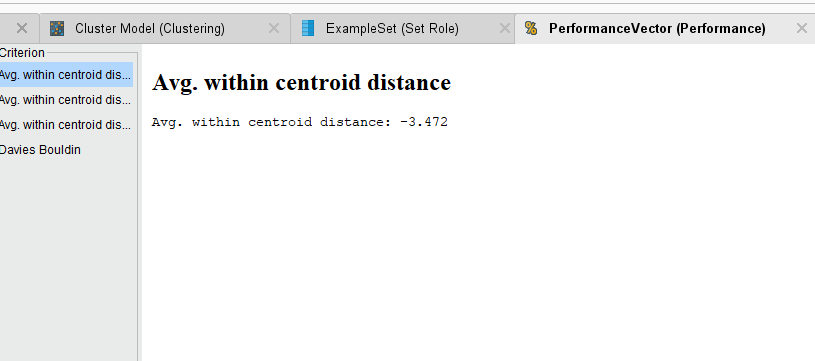 Cluster Model (Clustering)
ExampleSet (Set Role)
PerformanceVector (Performance)
Criterion
Avg. within centroid dis...
Avg. within centroid dis...
Avg. within centroid dis...
Davies Bouldin
Avg. within centroid distance
Avg. within centroid distance: -3.472